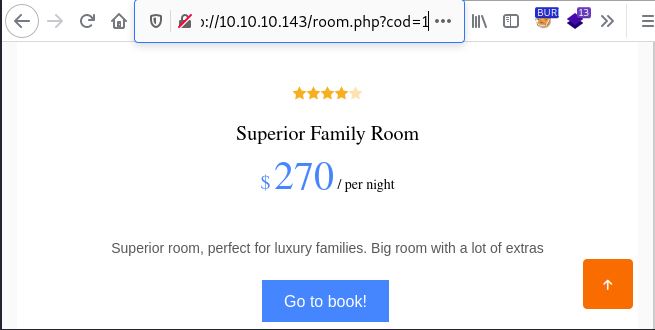 ://10.10.10.143/room.php?cod=1
BUR
13
Superior Family Room
$270 / per night
Superior room, perfect for luxury families. Big room with a lot of extras
Go to book!